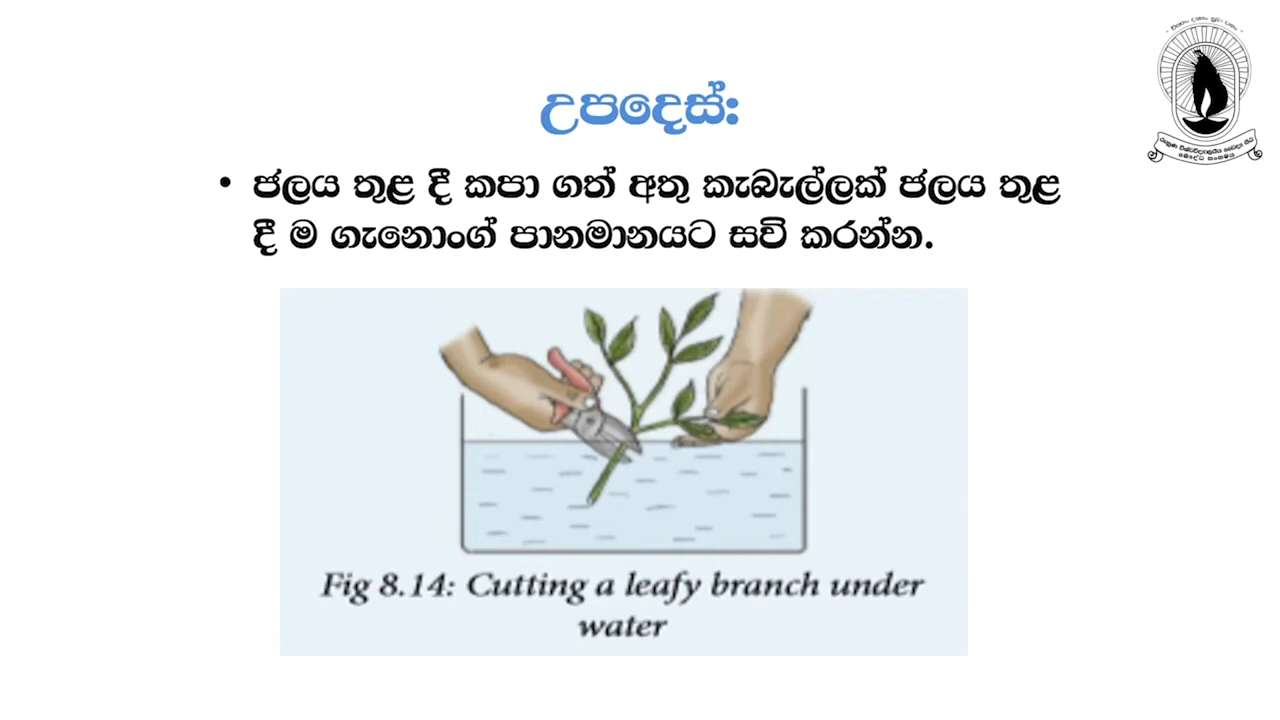 උපදෙස්:
• ජලය තුළ දී කපා ගත් අතු කැබැල්ලක් ජලය තුළ
දී ම ගැනොංග් පානමානයට සවි කරන්න.
Fig 8.14: Cutting a leafy branch under
water